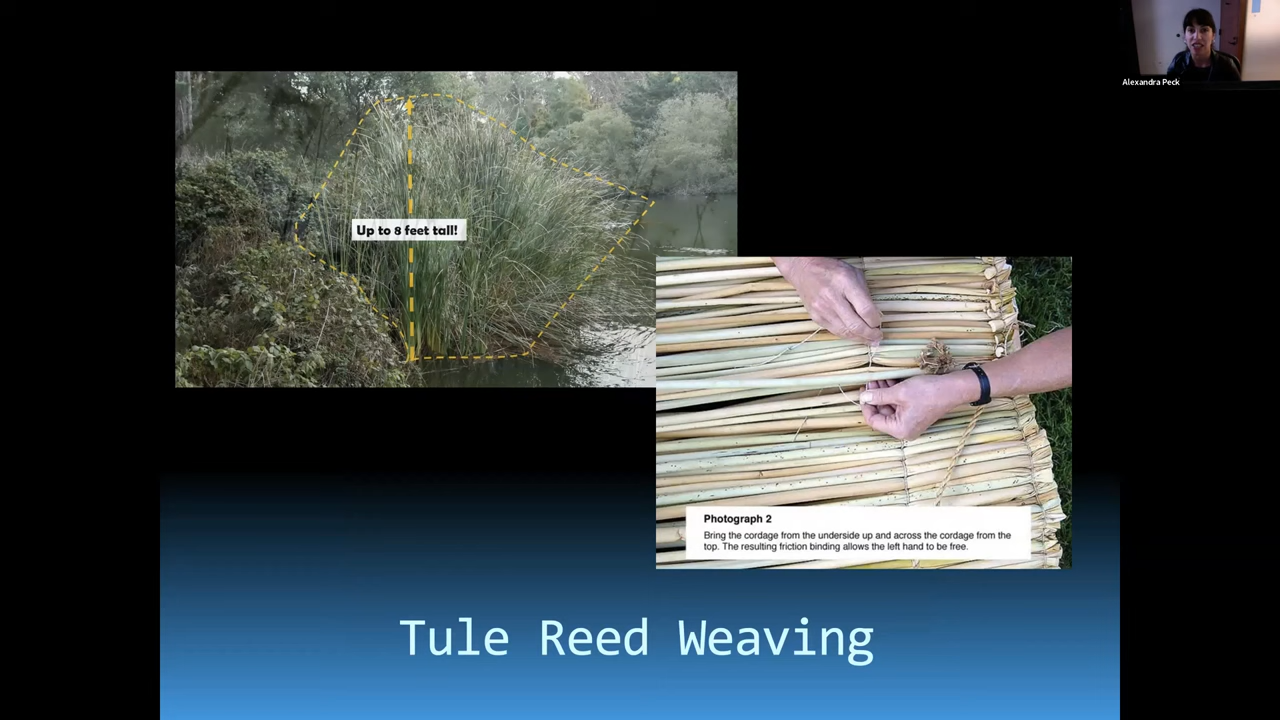 Alexandra Peck
Up to 8 feet tall!
Photograph 2
Bring the cordage from the underside up and across the cordage from the
top. The resulting friction binding allows the left hand to be free.
Tule Reed Weaving